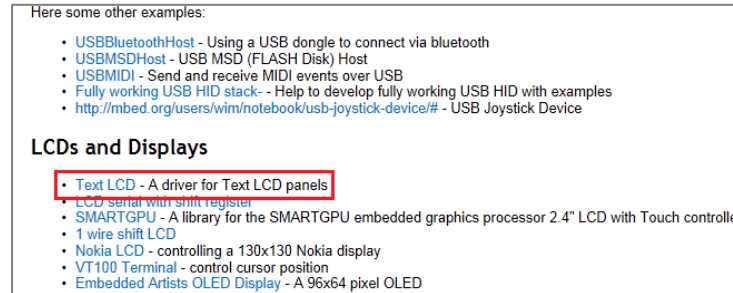 Here some other examples:
• USBBluetoothHost - Using a USB dongle to connect via bluetooth
• USBMSDHost - USB MSD (FLASH Disk) Host
• USBMIDI - Send and receive MIDI events over USB
• Fully working USB HID stack- - Help to develop fully working USB HID with examples
• http://mbed.org/users/wim/notebook/usb-joystick-device/# - USB Joystick Device
LCDs and Displays
• Text LCD - A driver for Text LCD panels
• LCD serial with shift register
• SMARTGPU - A library for the SMARTGPU embedded graphics processor 2.4" LCD with Touch controlle
• 1 wire shift LCD
• Nokia LCD - controlling a 130x130 Nokia display
• VT100 Terminal - control cursor position
• Embedded Artists OLED Display - A 96x64 pixel OLED